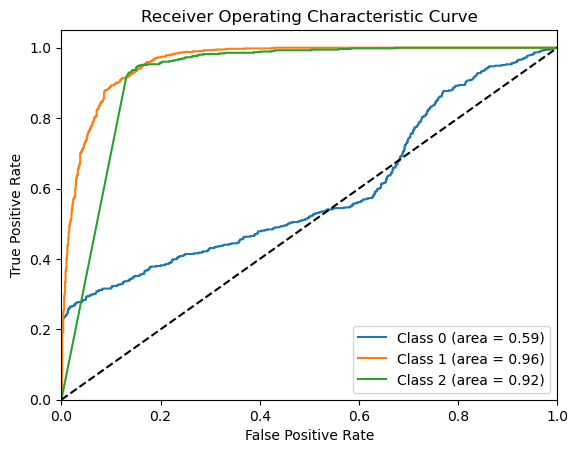 Receiver Operating Characteristic Curve
1.0
0.8
0.6
0.4
0.2
0.0
True Positive Rate
Class 0 (area = 0.59)
Class 1 (area = 0.96)
Class 2 (area = 0.92)
0.0 0.2 0.4 0.6 0.8 1.0
False Positive Rate